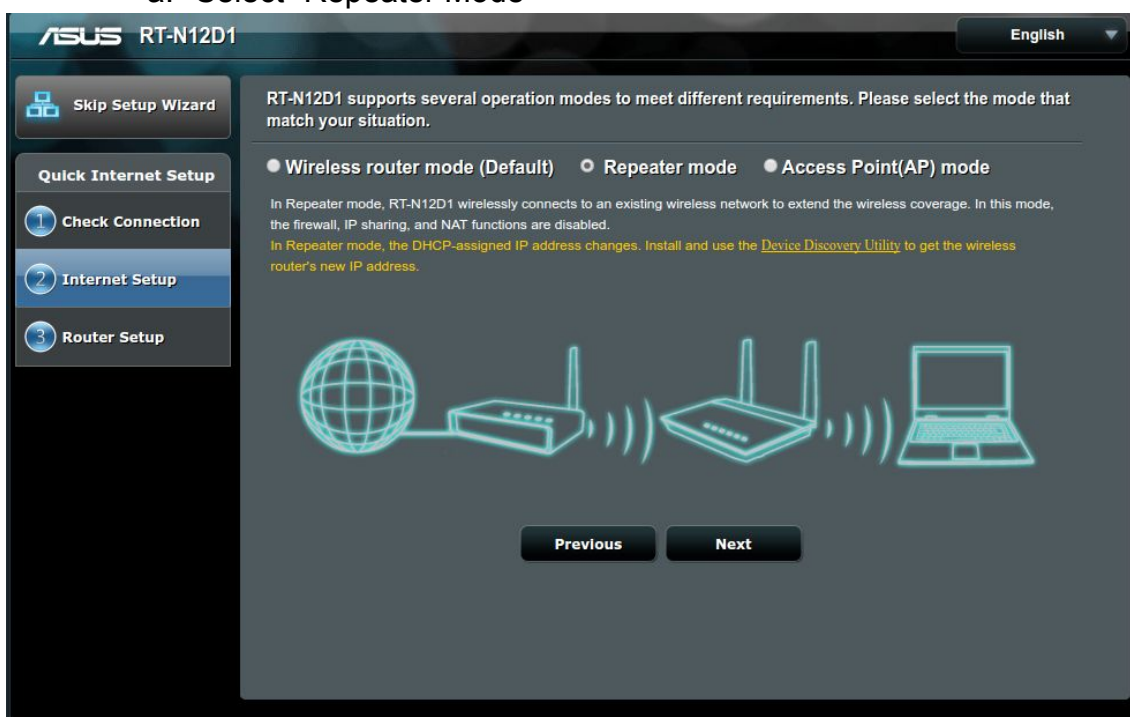 a. Select "Repeater Mode"
ASUS RT-N12D1
English
Skip Setup Wizard
RT-N12D1 supports several operation modes to meet different requirements. Please select the mode that
match your situation.
Quick Internet Setup
Wireless router mode (Default) Repeater mode Access Point(AP) mode
1 Check Connection
In Repeater mode, RT-N12D1 wirelessly connects to an existing wireless network to extend the wireless coverage. In this mode,
the firewall, IP sharing, and NAT functions are disabled.
In Repeater mode, the DHCP-assigned IP address changes. Install and use the Device Discovery Utility to get the wireless
router's new IP address.
2 Internet Setup
3 Router Setup
Previous Next